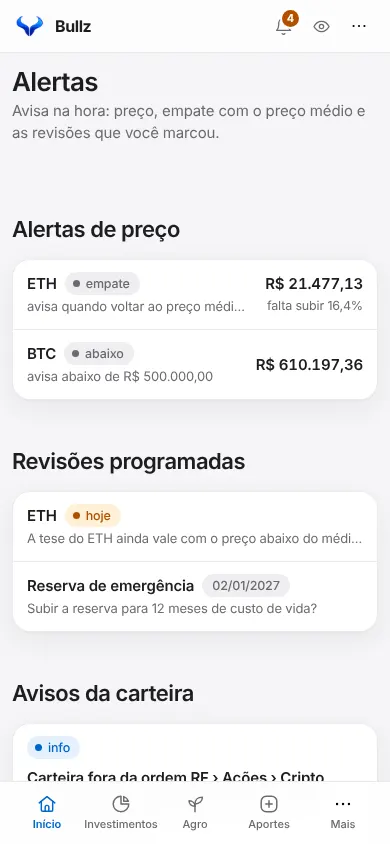 Bullz
4
Alertas
Avisa na hora: preço, empate com o preço médio e
as revisões que você marcou.
Alertas de preço
ETH empate R$ 21.477,13
avisa quando voltar ao preço médi... falta subir 16,4%
BTC abaixo R$ 610.197,36
avisa abaixo de R$ 500.000,00
Revisões programadas
ETH hoje
A tese do ETH ainda vale com o preço abaixo do médi...
Reserva de emergência 02/01/2027
Subir a reserva para 12 meses de custo de vida?
Avisos da carteira
info
Carteira fora da ordem RF › Ações › Cripto
Início Investimentos Agro Aportes Mais